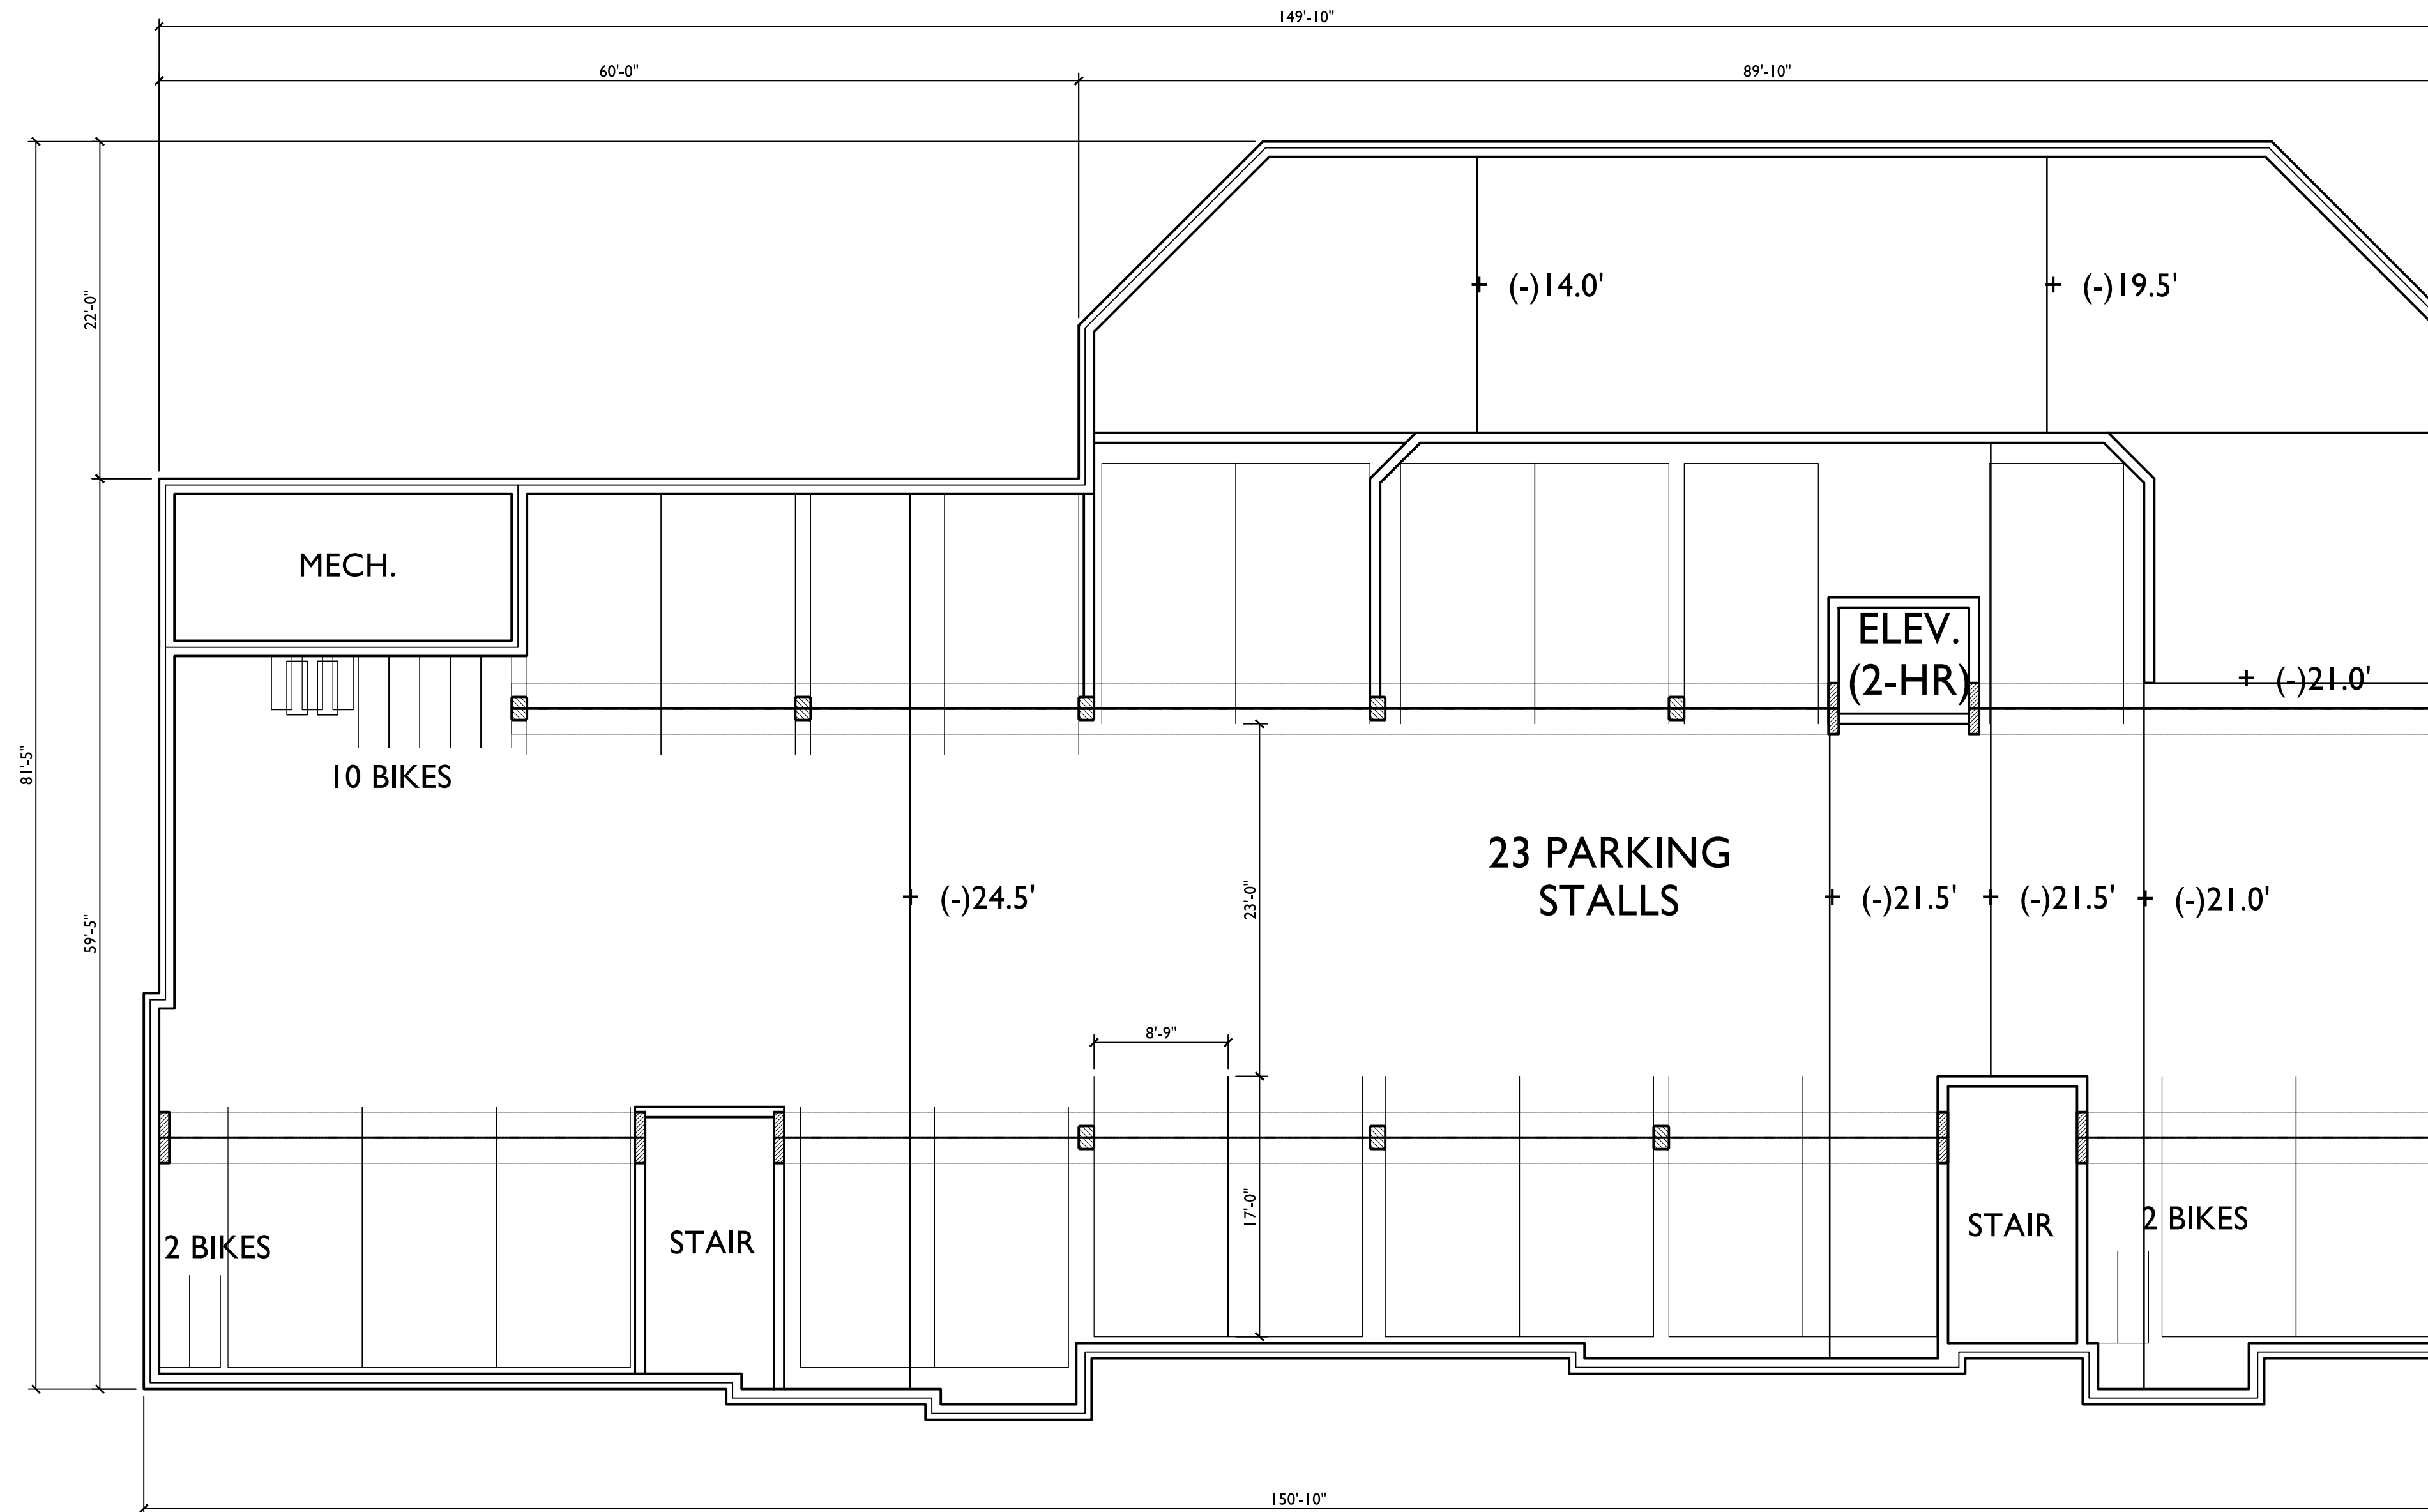 149'-10"
60'-0"
89'-10"
22'-0"
(-)14.0'
(-)19.5'
MECH.
ELEV.
(2-HR)
(-)21.0'
81'-5"
10 BIKES
23 PARKING
STALLS
59'-5"
(-)24.5'
23'-0"
(-)21.5'
(-)21.5'
(-)21.0'
8'-9"
17'-0"
2 BIKES
STAIR
STAIR
2 BIKES
150'-10"